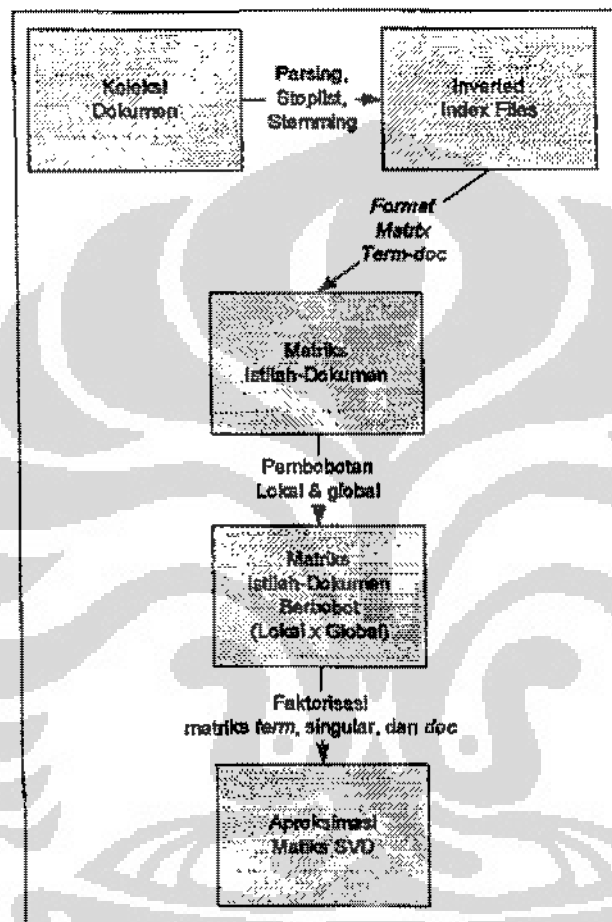 Koleksi
Dokumen
Parsing,
Stoplist,
Stemming
Inverted
Index Files
Format
Matrix
Term-doc
Matriks
Istilah-Dokumen
Pembobotan
Lokal & global
Matriks
Istilah-Dokumen
Berbobot
(Lokal x Global)
Faktorisasi
matriks term, singular, dan doc
Aproksimasi
Matiks SVD